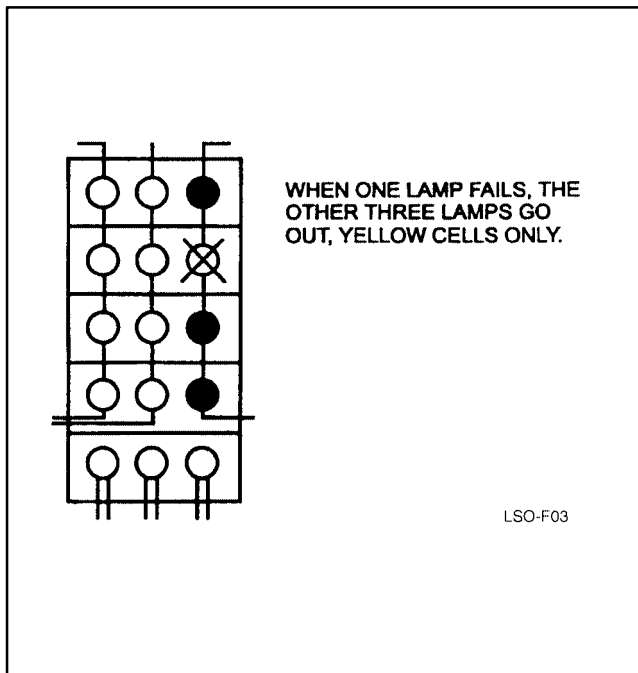 WHEN ONE LAMP FAILS, THE
OTHER THREE LAMPS GO
OUT, YELLOW CELLS ONLY.
LSO-F03